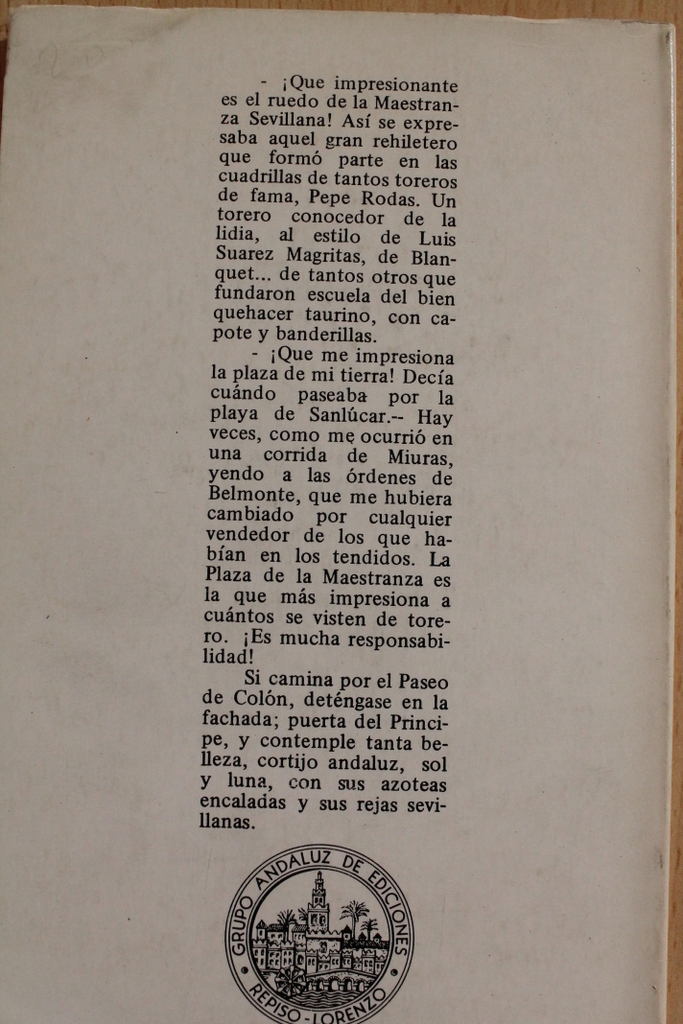 - ¡Que impresionante
es el ruedo de la Maestran-
za Sevillana! Así se expre-
saba aquel gran rehiletero
que formó parte en las
cuadrillas de tantos toreros
de fama, Pepe Rodas. Un
torero conocedor de la
lidia, al estilo de Luis
Suarez Magritas, de Blan-
quet... de tantos otros que
fundaron escuela del bien
quehacer taurino, con ca-
pote y banderillas.
- ¡Que me impresiona
la plaza de mi tierra! Decía
cuándo paseaba por la
playa de Sanlúcar.-- Hay
veces, como me ocurrió en
una corrida de Miuras,
yendo a las órdenes de
Belmonte, que me hubiera
cambiado por cualquier
vendedor de los que ha-
bían en los tendidos. La
Plaza de la Maestranza es
la que más impresiona a
cuántos se visten de tore-
ro. ¡Es mucha responsabi-
lidad!
Si camina por el Paseo
de Colón, deténgase en la
fachada; puerta del Princi-
pe, y contemple tanta be-
lleza, cortijo andaluz, sol
y luna, con sus azoteas
encaladas y sus rejas sevi-
llanas.
GRUPO ANDALUZ DE EDICIONES
• REPISO-LORENZO •